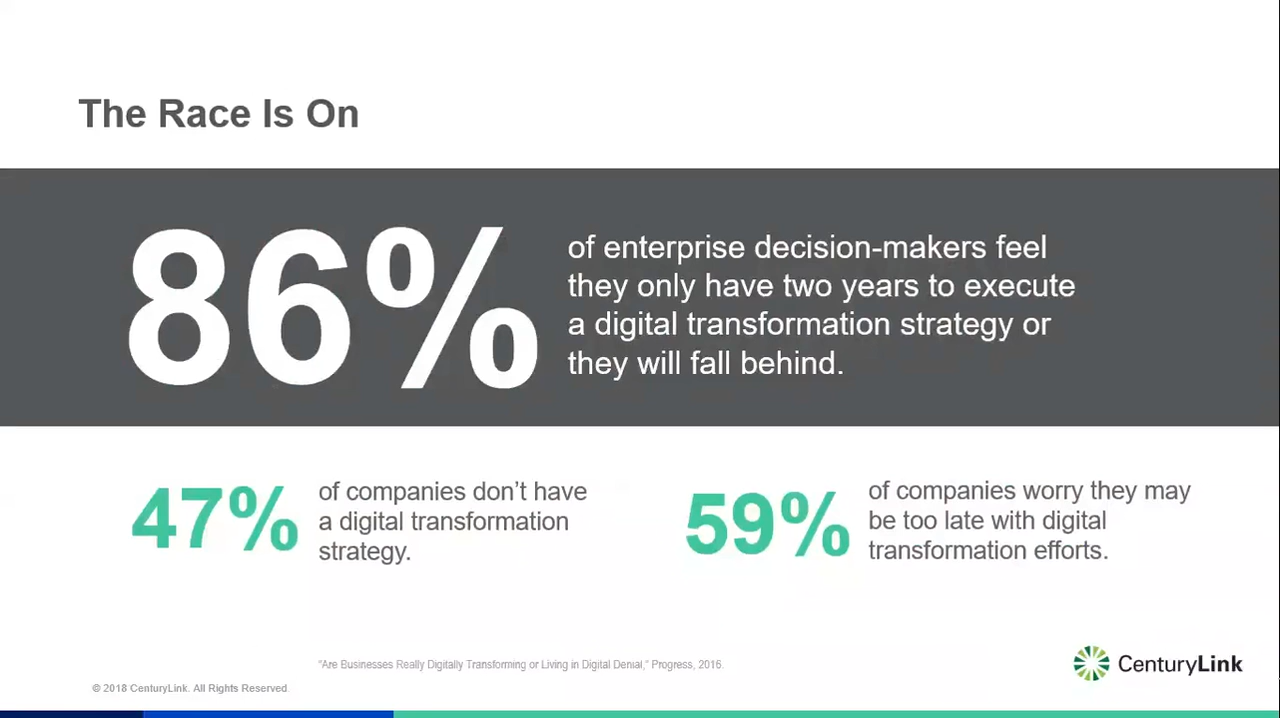 The Race Is On
86%
of enterprise decision-makers feel
they only have two years to execute
a digital transformation strategy or
they will fall behind.
47%
of companies don't have
a digital transformation
strategy.
59%
of companies worry they may
be too late with digital
transformation efforts.
"Are Businesses Really Digitally Transforming or Living in Digital Denial," Progress, 2016.
© 2018 CenturyLink. All Rights Reserved.
CenturyLink